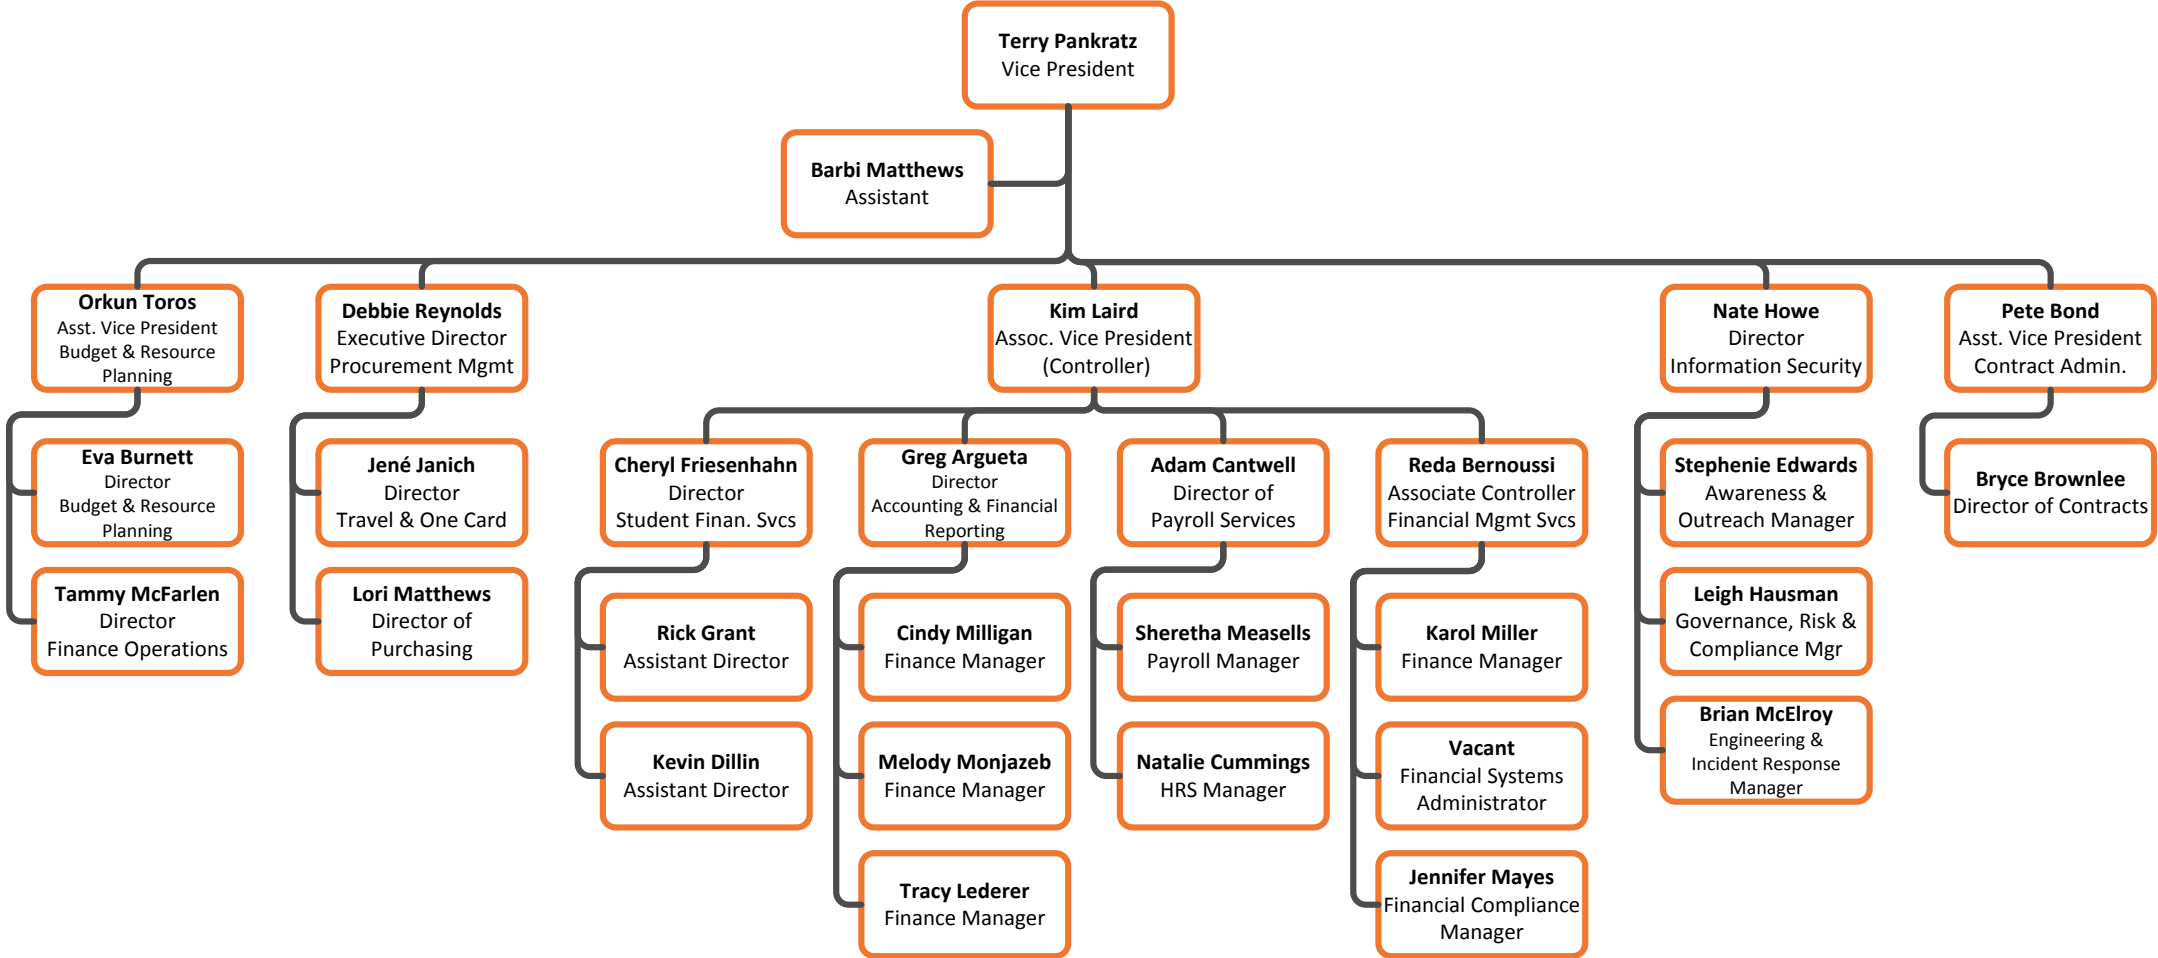 Terry Pankratz
Vice President
Barbi Matthews
Assistant
Orkun Toros
Asst. Vice President
Budget & Resource
Planning
Debbie Reynolds
Executive Director
Procurement Mgmt
Kim Laird
Assoc. Vice President
(Controller)
Nate Howe
Director
Information Security
Pete Bond
Asst. Vice President
Contract Admin.
Eva Burnett
Director
Budget & Resource
Planning
Jené Janich
Director
Travel & One Card
Cheryl Friesenhahn
Director
Student Finan. Svcs
Greg Argueta
Director
Accounting & Financial
Reporting
Adam Cantwell
Director of
Payroll Services
Reda Bernoussi
Associate Controller
Financial Mgmt Svcs
Stephenie Edwards
Awareness &
Outreach Manager
Bryce Brownlee
Director of Contracts
Tammy McFarlen
Director
Finance Operations
Lori Matthews
Director of
Purchasing
Rick Grant
Assistant Director
Cindy Milligan
Finance Manager
Sheretha Measells
Payroll Manager
Karol Miller
Finance Manager
Leigh Hausman
Governance, Risk &
Compliance Mgr
Kevin Dillin
Assistant Director
Melody Monjazeb
Finance Manager
Natalie Cummings
HRS Manager
Vacant
Financial Systems
Administrator
Brian McElroy
Engineering &
Incident Response
Manager
Tracy Lederer
Finance Manager
Jennifer Mayes
Financial Compliance
Manager